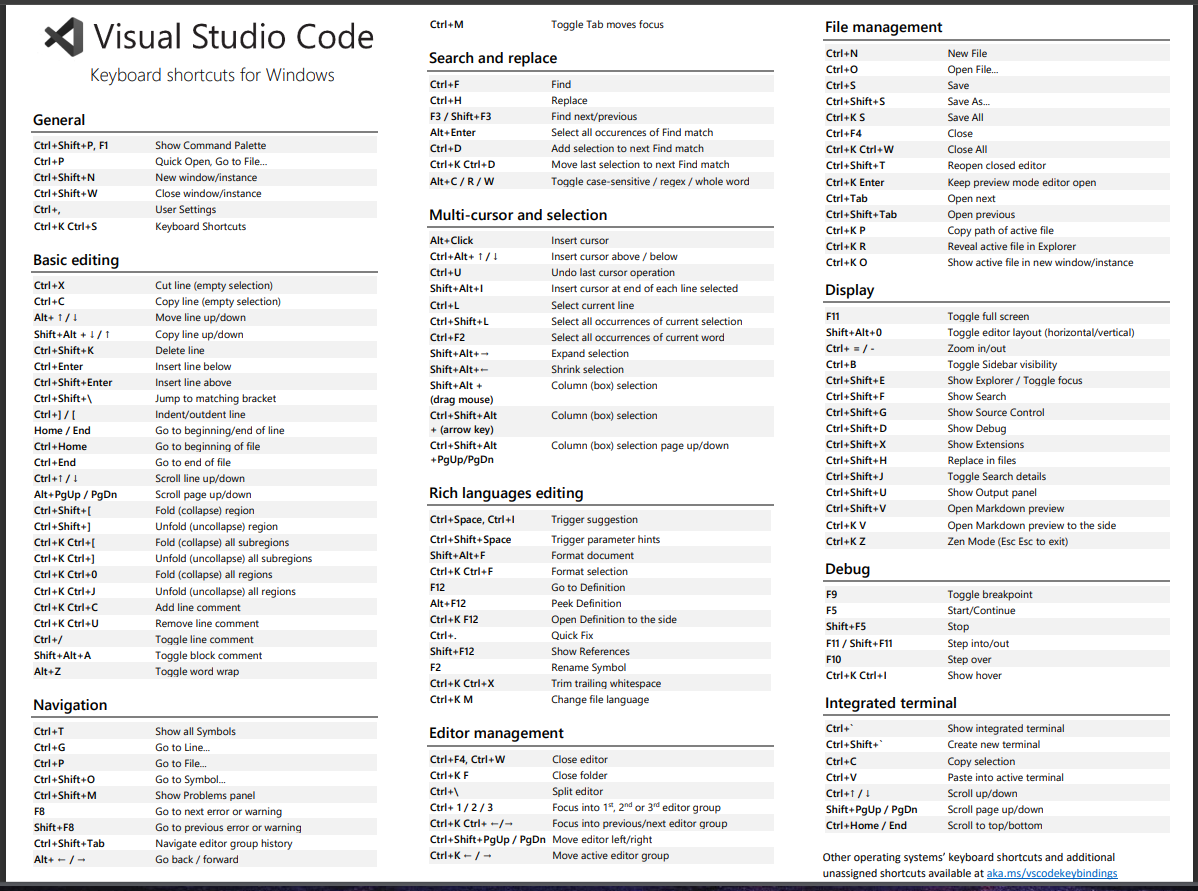 Visual Studio Code
Keyboard shortcuts for Windows
General
Ctrl+Shift+P, F1 Show Command Palette
Ctrl+P Quick Open, Go to File…
Ctrl+Shift+N New window/instance
Ctrl+Shift+W Close window/instance
Ctrl+, User Settings
Ctrl+K Ctrl+S Keyboard Shortcuts
Basic editing
Ctrl+X Cut line (empty selection)
Ctrl+C Copy line (empty selection)
Alt+ ↑ / ↓ Move line up/down
Shift+Alt + ↓ / ↑ Copy line up/down
Ctrl+Shift+K Delete line
Ctrl+Enter Insert line below
Ctrl+Shift+Enter Insert line above
Ctrl+Shift+\ Jump to matching bracket
Ctrl+] / [ Indent/outdent line
Home / End Go to beginning/end of line
Ctrl+Home Go to beginning of file
Ctrl+End Go to end of file
Ctrl+↑ / ↓ Scroll line up/down
Alt+PgUp / PgDn Scroll page up/down
Ctrl+Shift+[ Fold (collapse) region
Ctrl+Shift+] Unfold (uncollapse) region
Ctrl+K Ctrl+[ Fold (collapse) all subregions
Ctrl+K Ctrl+] Unfold (uncollapse) all subregions
Ctrl+K Ctrl+0 Fold (collapse) all regions
Ctrl+K Ctrl+J Unfold (uncollapse) all regions
Ctrl+K Ctrl+C Add line comment
Ctrl+K Ctrl+U Remove line comment
Ctrl+/ Toggle line comment
Shift+Alt+A Toggle block comment
Alt+Z Toggle word wrap
Navigation
Ctrl+T Show all Symbols
Ctrl+G Go to Line...
Ctrl+P Go to File...
Ctrl+Shift+O Go to Symbol...
Ctrl+Shift+M Show Problems panel
F8 Go to next error or warning
Shift+F8 Go to previous error or warning
Ctrl+Shift+Tab Navigate editor group history
Alt+ ← / → Go back / forward
Ctrl+M Toggle Tab moves focus
Search and replace
Ctrl+F Find
Ctrl+H Replace
F3 / Shift+F3 Find next/previous
Alt+Enter Select all occurences of Find match
Ctrl+D Add selection to next Find match
Ctrl+K Ctrl+D Move last selection to next Find match
Alt+C / R / W Toggle case-sensitive / regex / whole word
Multi-cursor and selection
Alt+Click Insert cursor
Ctrl+Alt+ ↑ / ↓ Insert cursor above / below
Ctrl+U Undo last cursor operation
Shift+Alt+I Insert cursor at end of each line selected
Ctrl+L Select current line
Ctrl+Shift+L Select all occurrences of current selection
Ctrl+F2 Select all occurrences of current word
Shift+Alt+→ Expand selection
Shift+Alt+← Shrink selection
Shift+Alt + Column (box) selection
(drag mouse)
Ctrl+Shift+Alt Column (box) selection
+ (arrow key)
Ctrl+Shift+Alt Column (box) selection page up/down
+PgUp/PgDn
Rich languages editing
Ctrl+Space, Ctrl+I Trigger suggestion
Ctrl+Shift+Space Trigger parameter hints
Shift+Alt+F Format document
Ctrl+K Ctrl+F Format selection
F12 Go to Definition
Alt+F12 Peek Definition
Ctrl+K F12 Open Definition to the side
Ctrl+. Quick Fix
Shift+F12 Show References
F2 Rename Symbol
Ctrl+K Ctrl+X Trim trailing whitespace
Ctrl+K M Change file language
Editor management
Ctrl+F4, Ctrl+W Close editor
Ctrl+K F Close folder
Ctrl+\ Split editor
Ctrl+ 1 / 2 / 3 Focus into 1st, 2nd or 3rd editor group
Ctrl+K Ctrl+ ←/→ Focus into previous/next editor group
Ctrl+Shift+PgUp / PgDn Move editor left/right
Ctrl+K ← / → Move active editor group
File management
Ctrl+N New File
Ctrl+O Open File...
Ctrl+S Save
Ctrl+Shift+S Save As...
Ctrl+K S Save All
Ctrl+F4 Close
Ctrl+K Ctrl+W Close All
Ctrl+Shift+T Reopen closed editor
Ctrl+K Enter Keep preview mode editor open
Ctrl+Tab Open next
Ctrl+Shift+Tab Open previous
Ctrl+K P Copy path of active file
Ctrl+K R Reveal active file in Explorer
Ctrl+K O Show active file in new window/instance
Display
F11 Toggle full screen
Shift+Alt+0 Toggle editor layout (horizontal/vertical)
Ctrl+ = / - Zoom in/out
Ctrl+B Toggle Sidebar visibility
Ctrl+Shift+E Show Explorer / Toggle focus
Ctrl+Shift+F Show Search
Ctrl+Shift+G Show Source Control
Ctrl+Shift+D Show Debug
Ctrl+Shift+X Show Extensions
Ctrl+Shift+H Replace in files
Ctrl+Shift+J Toggle Search details
Ctrl+Shift+U Show Output panel
Ctrl+Shift+V Open Markdown preview
Ctrl+K V Open Markdown preview to the side
Ctrl+K Z Zen Mode (Esc Esc to exit)
Debug
F9 Toggle breakpoint
F5 Start/Continue
Shift+F5 Stop
F11 / Shift+F11 Step into/out
F10 Step over
Ctrl+K Ctrl+I Show hover
Integrated terminal
Ctrl+` Show integrated terminal
Ctrl+Shift+` Create new terminal
Ctrl+C Copy selection
Ctrl+V Paste into active terminal
Ctrl+↑ / ↓ Scroll up/down
Shift+PgUp / PgDn Scroll page up/down
Ctrl+Home / End Scroll to top/bottom
Other operating systems’ keyboard shortcuts and additional
unassigned shortcuts available at aka.ms/vscodekeybindings